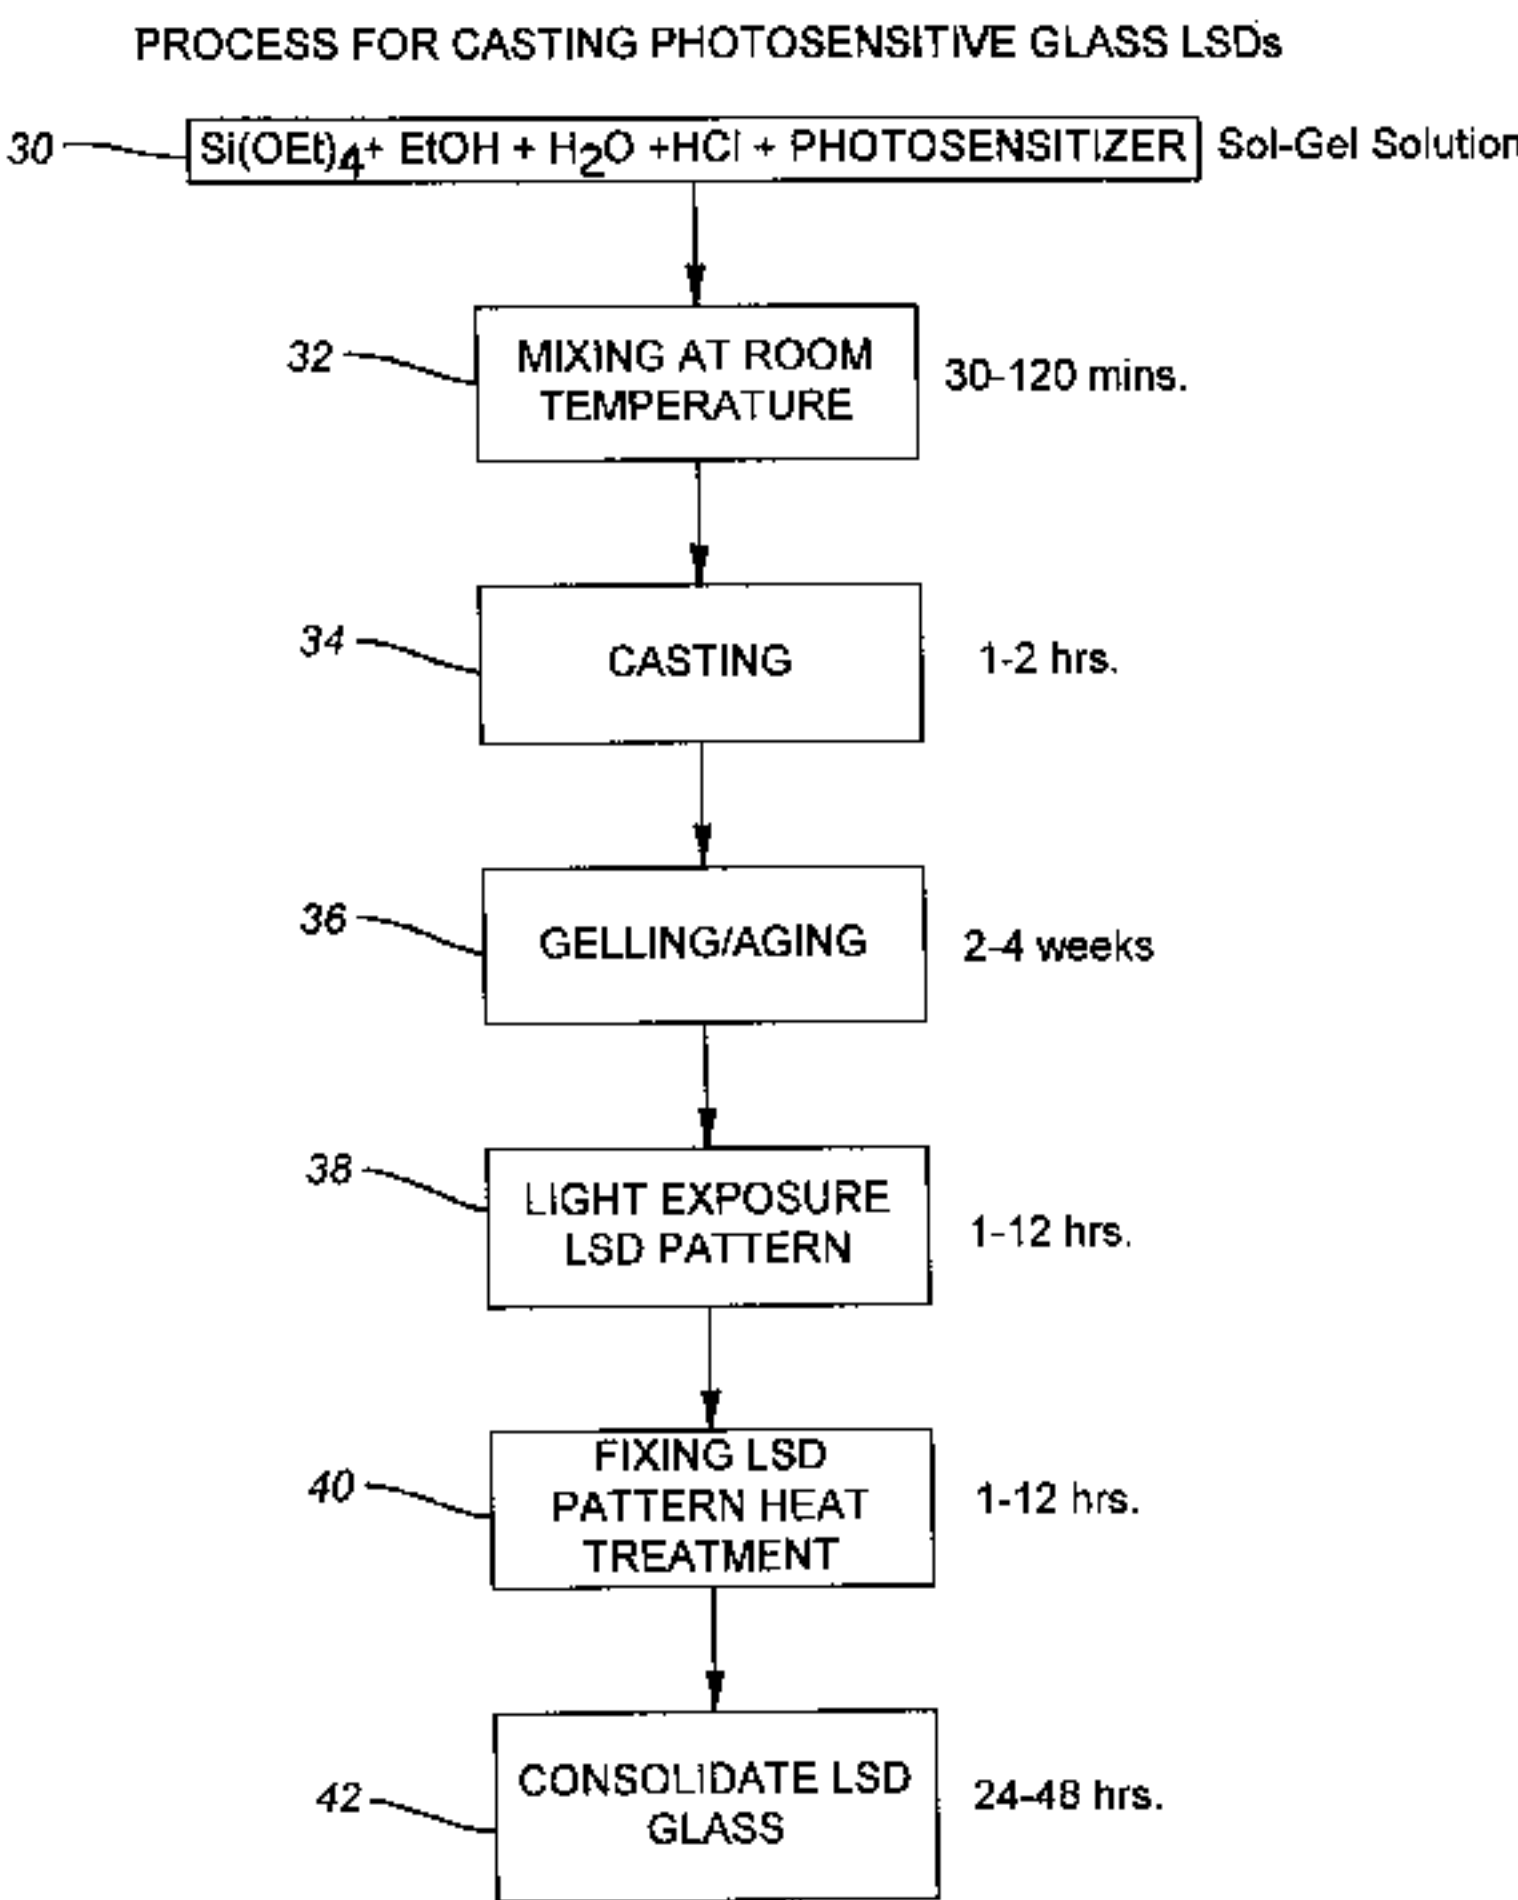 PROCESS FOR CASTING PHOTOSENSITIVE GLASS LSDs
30 Si(OEt)4+ EtOH + H2O +HCl + PHOTOSENSITIZER Sol-Gel Solution
32 MIXING AT ROOM
TEMPERATURE
30-120 mins.
34 CASTING 1-2 hrs.
36 GELLING/AGING 2-4 weeks
38 LIGHT EXPOSURE
LSD PATTERN
1-12 hrs.
40 FIXING LSD
PATTERN HEAT
TREATMENT
1-12 hrs.
42 CONSOLIDATE LSD
GLASS
24-48 hrs.